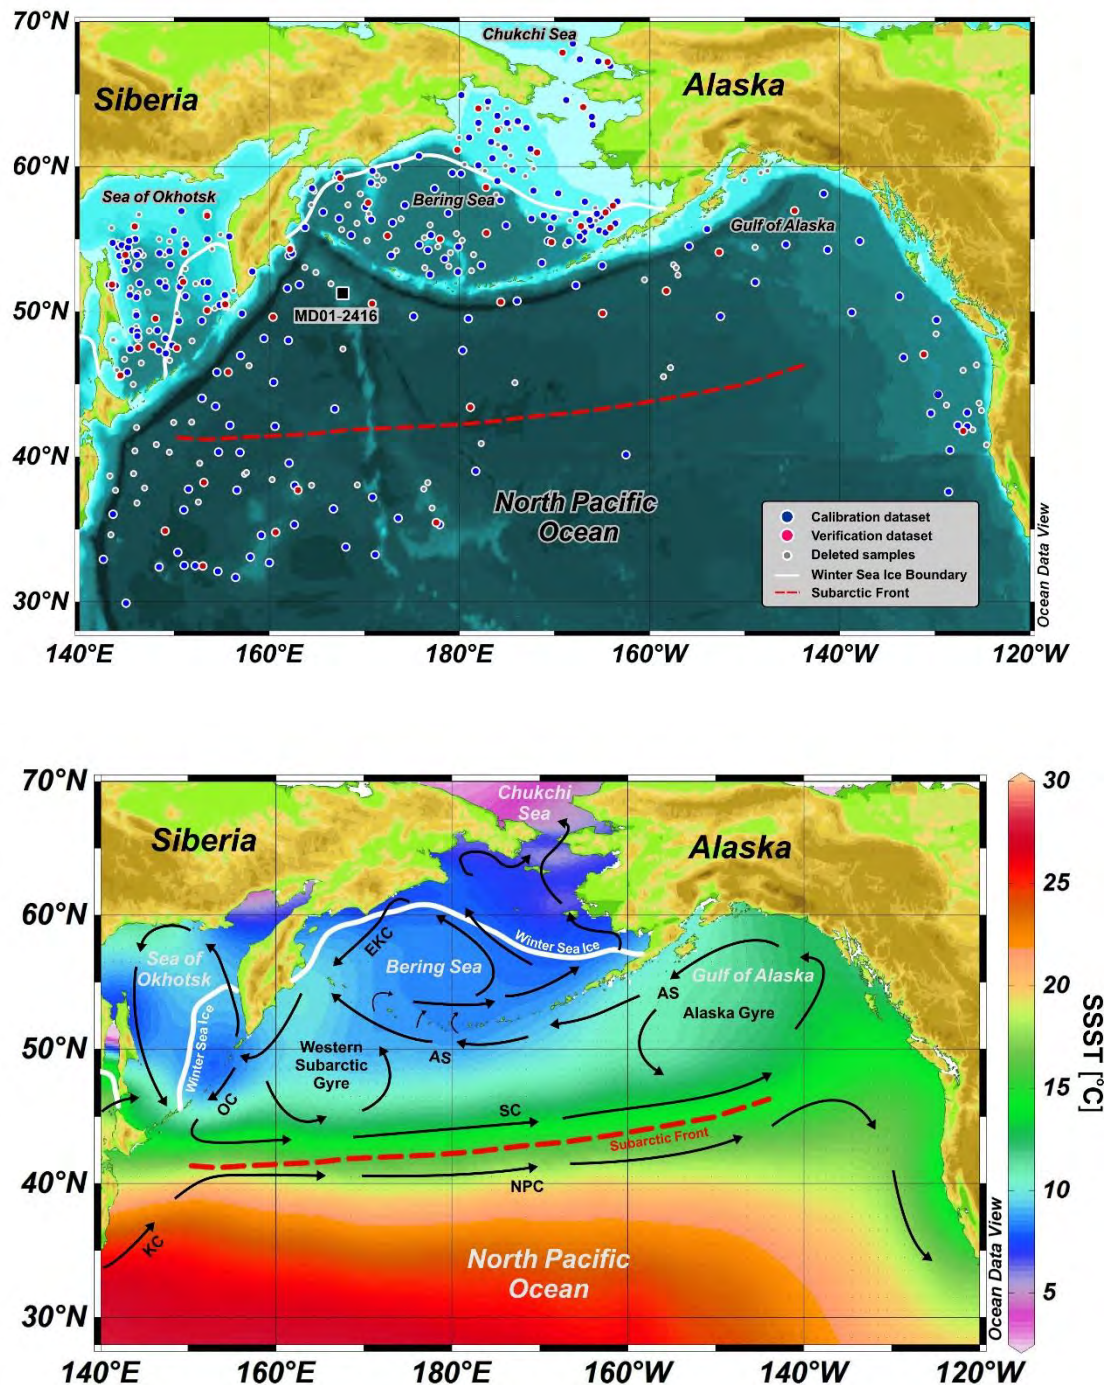 70°N
Chukchi Sea
Siberia
Alaska
60°N
Sea of Okhotsk
Bering Sea
Gulf of Alaska
50°N
MD01-2416
40°N
North Pacific
Ocean
Calibration dataset
Verification dataset
Deleted samples
Winter Sea Ice Boundary
Subarctic Front
30°N
Ocean Data View
140°E
160°E
180°E
160°W
140°W
120°W
70°N
Chukchi
Sea
30
Siberia
Alaska
25
60°N
EKC
Winter Sea Ice
Sea of
Okhotsk
Bering Sea
Gulf of Alaska
AS
Alaska Gyre
20
50°N
Winter Sea Ice
Western
Subarctic
Gyre
AS
SSST [°C]
OC
SC
15
Subarctic Front
40°N
NPC
10
KC
North Pacific
Ocean
5
30°N
Ocean Data View
140°E
160°E
180°E
160°W
140°W
120°W